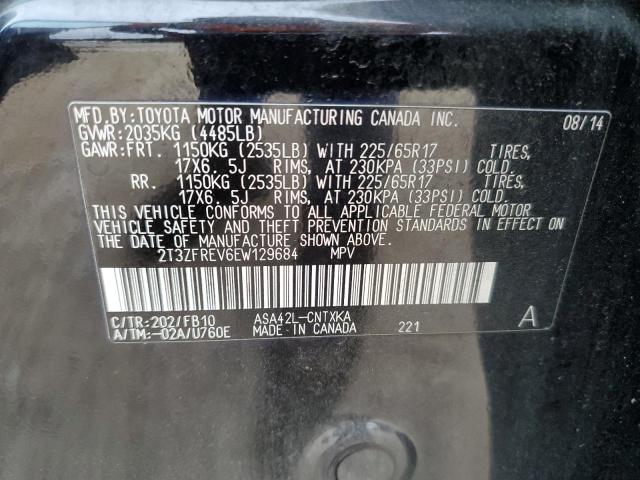 MFD.BY:TOYOTA MOTOR MANUFACTURING CANADA INC. 08/14
GVWR:2035KG (4485LB)
GAWR:FRT. 1150KG (2535LB) WITH 225/65R17 TIRES,
17X6. 5J RIMS, AT 230KPA (33PSI) COLD.
RR. 1150KG (2535LB) WITH 225/65R17 TIRES,
17X6. 5J RIMS, AT 230KPA (33PSI) COLD.
THIS VEHICLE CONFORMS TO ALL APPLICABLE FEDERAL MOTOR
VEHICLE SAFETY AND THEFT PREVENTION STANDARDS IN EFFECT ON
THE DATE OF MANUFACTURE SHOWN ABOVE.
2T3ZFREV6EW129684 MPV
C/TR:202/FB10 ASA42L-CNTXKA
A/TM:-02A/U760E MADE IN CANADA 221 A